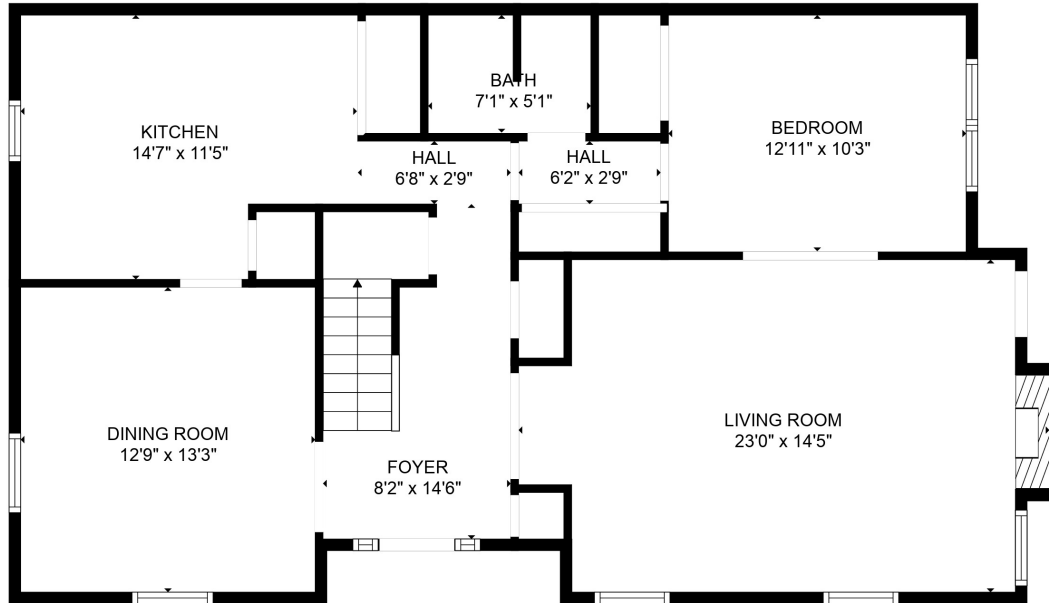 KITCHEN
14'7" x 11'5"
BATH
7'1" x 5'1"
HALL
6'8" x 2'9"
HALL
6'2" x 2'9"
BEDROOM
12'11" x 10'3"
DINING ROOM
12'9" x 13'3"
FOYER
8'2" x 14'6"
LIVING ROOM
23'0" x 14'5"